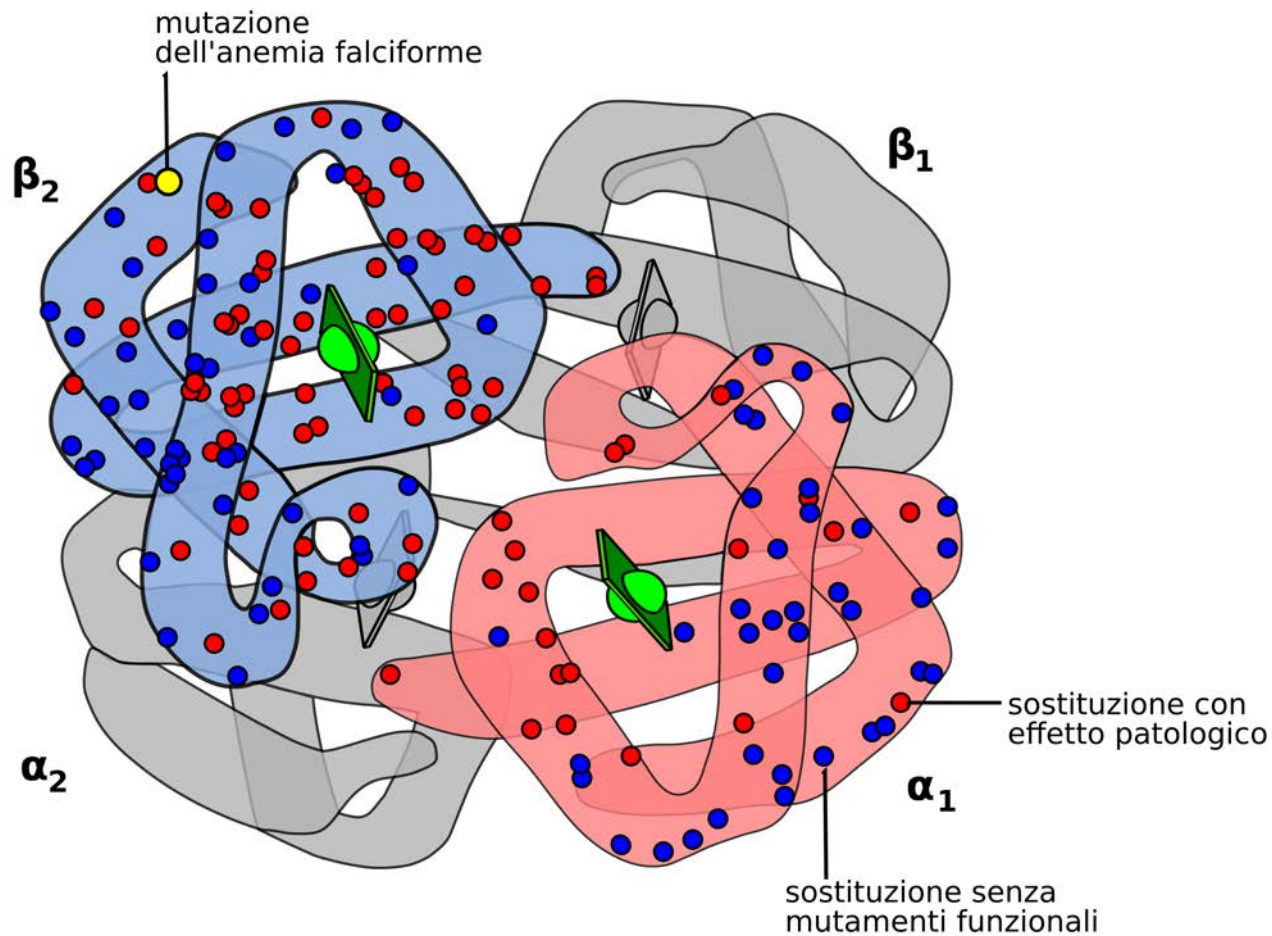 mutazione
dell'anemia falciforme
β2
β1
α2
α1
sostituzione con
effetto patologico
sostituzione senza
mutamenti funzionali